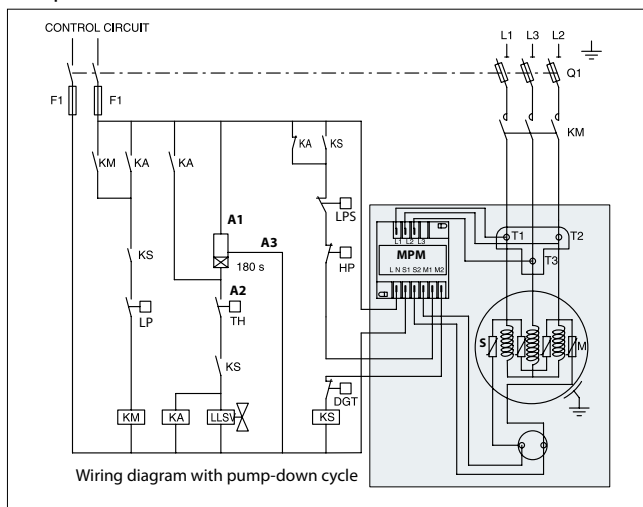 CONTROL CIRCUIT
L1 L3 L2
F1 F1
Q1
KM
KM KA KA
KA KS
A1
A3
LPS
180 s
HP
L1 L2 L3
MPM
L N S1 S2 M1 M2
T1 T2
T3
KS
LP
A2
TH
KS
S
M
DGT
KM KA LLSV KS
Wiring diagram with pump-down cycle